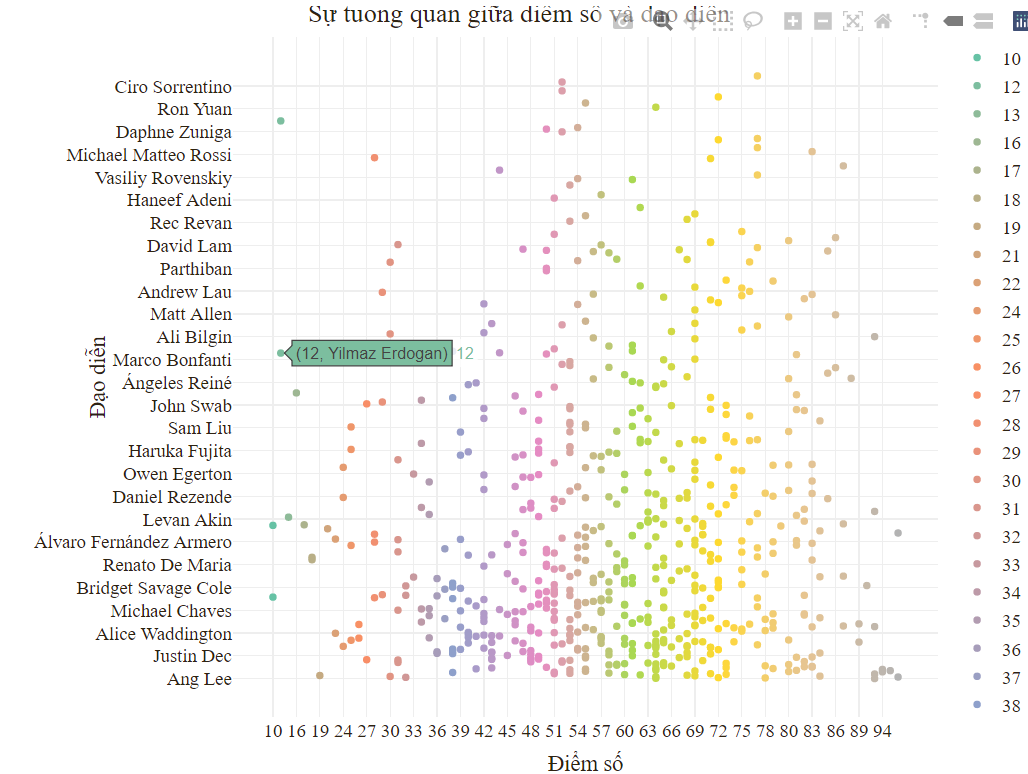 Sự tuong quan giữa điểm số và đạo diễn
10
12
13
16
17
18
19
21
22
24
25
26
27
28
29
30
31
32
33
34
35
36
37
38
Đạo diễn
Ciro Sorrentino
Ron Yuan
Daphne Zuniga
Michael Matteo Rossi
Vasiliy Rovenskiy
Haneef Adeni
Rec Revan
David Lam
Parthiban
Andrew Lau
Matt Allen
Ali Bilgin
(12, Yilmaz Erdogan) 12
Marco Bonfanti
Ángeles Reiné
John Swab
Sam Liu
Haruka Fujita
Owen Egerton
Daniel Rezende
Levan Akin
Álvaro Fernández Armero
Renato De Maria
Bridget Savage Cole
Michael Chaves
Alice Waddington
Justin Dec
Ang Lee
10 16 19 24 27 30 33 36 39 42 45 48 51 54 57 60 63 66 69 72 75 78 80 83 86 89 94
Điểm số